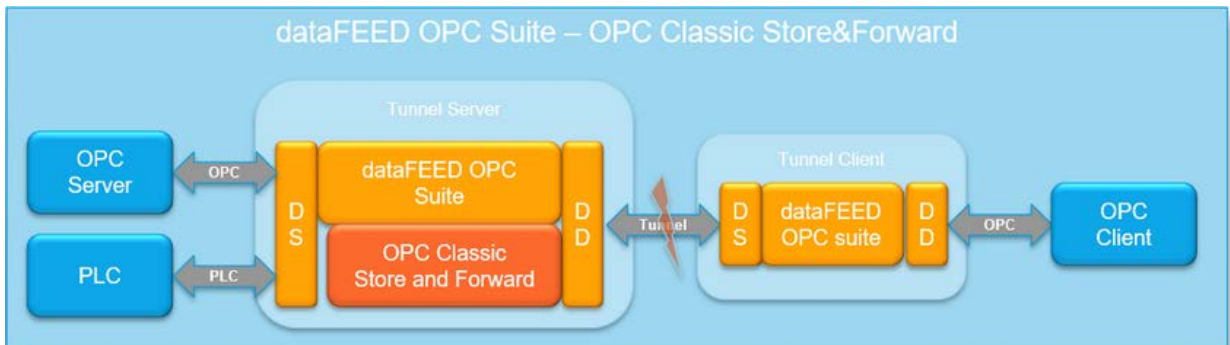 dataFEED OPC Suite – OPC Classic Store&Forward
Tunnel Server
OPC
Server
OPC
PLC
PLC
D
S
dataFEED OPC
Suite
OPC Classic
Store and Forward
D
D
Tunnel
Tunnel Client
D
S
dataFEED
OPC suite
D
D
OPC
OPC
Client